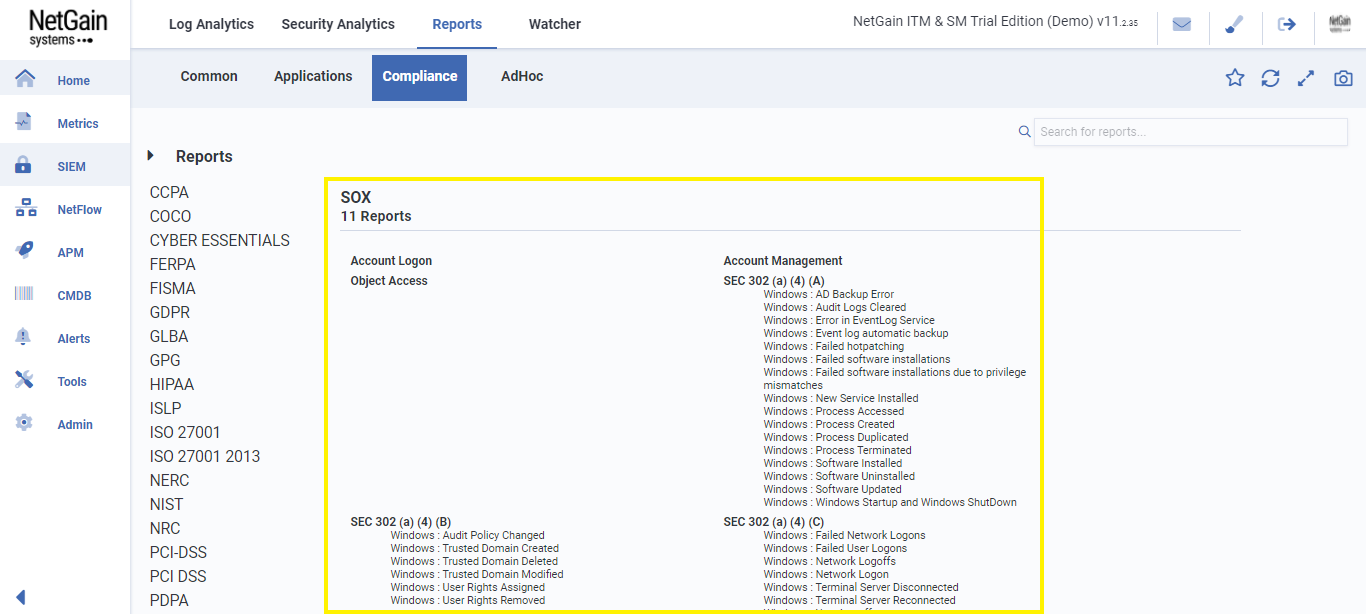 NetGain
systems
Log Analytics
Security Analytics
Reports
Watcher
NetGain ITM & SM Trial Edition (Demo) v11.2.35
NetGain
Home
Metrics
SIEM
NetFlow
APM
CMDB
Alerts
Tools
Admin
Common
Applications
Compliance
AdHoc
Search for reports...
Reports
CCPA
COCO
CYBER ESSENTIALS
FERPA
FISMA
GDPR
GLBA
GPG
HIPAA
ISLP
ISO 27001
ISO 27001 2013
NERC
NIST
NRC
PCI-DSS
PCI DSS
PDPA
SOX
11 Reports
Account Logon
Object Access
Account Management
SEC 302 (a) (4) (A)
Windows : AD Backup Error
Windows : Audit Logs Cleared
Windows : Error in EventLog Service
Windows : Event log automatic backup
Windows : Failed hotpatching
Windows : Failed software installations
Windows : Failed software installations due to privilege
mismatches
Windows : New Service Installed
Windows : Process Accessed
Windows : Process Created
Windows : Process Duplicated
Windows : Process Terminated
Windows : Software Installed
Windows : Software Uninstalled
Windows : Software Updated
Windows : Windows Startup and Windows ShutDown
SEC 302 (a) (4) (B)
Windows : Audit Policy Changed
Windows : Trusted Domain Created
Windows : Trusted Domain Deleted
Windows : Trusted Domain Modified
Windows : User Rights Assigned
Windows : User Rights Removed
SEC 302 (a) (4) (C)
Windows : Failed Network Logons
Windows : Failed User Logons
Windows : Network Logoffs
Windows : Network Logon
Windows : Terminal Server Disconnected
Windows : Terminal Server Reconnected